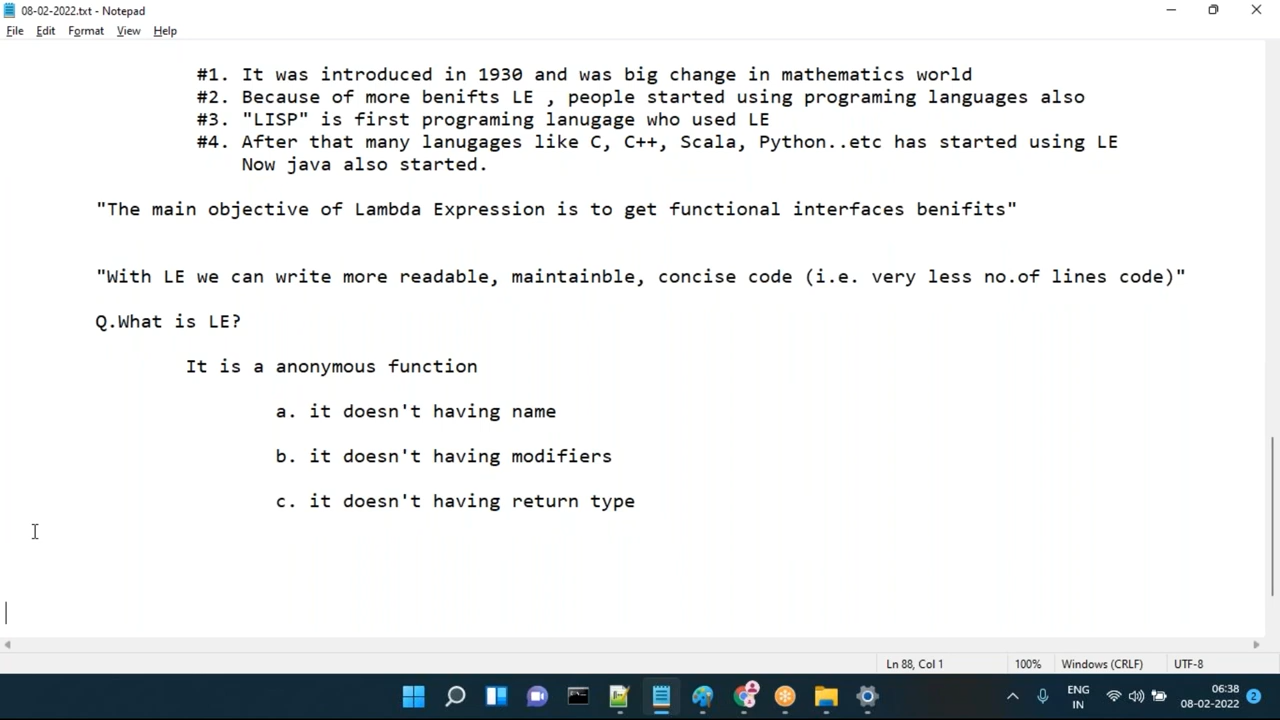 08-02-2022.txt - Notepad
File Edit Format View Help
#1. It was introduced in 1930 and was big change in mathematics world
#2. Because of more benifts LE , people started using programing languages also
#3. "LISP" is first programing lanugage who used LE
#4. After that many lanugages like C, C++, Scala, Python..etc has started using LE
Now java also started.
"The main objective of Lambda Expression is to get functional interfaces benifits"
"With LE we can write more readable, maintainble, concise code (i.e. very less no.of lines code)"
Q.What is LE?
It is a anonymous function
a. it doesn't having name
b. it doesn't having modifiers
c. it doesn't having return type
Ln 88, Col 1 100% Windows (CRLF) UTF-8
ENG 06:38
IN 08-02-2022 2